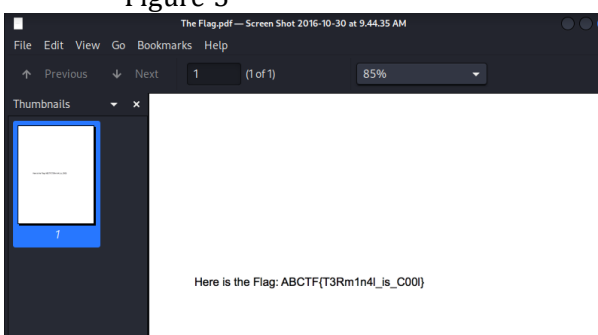 Figure 3
The Flag.pdf — Screen Shot 2016-10-30 at 9.44.35 AM
File Edit View Go Bookmarks Help
↑ Previous ↓ Next 1 (1 of 1) 85%
Thumbnails
1
Here is the Flag: ABCTF{T3Rm1n4l_is_C00l}